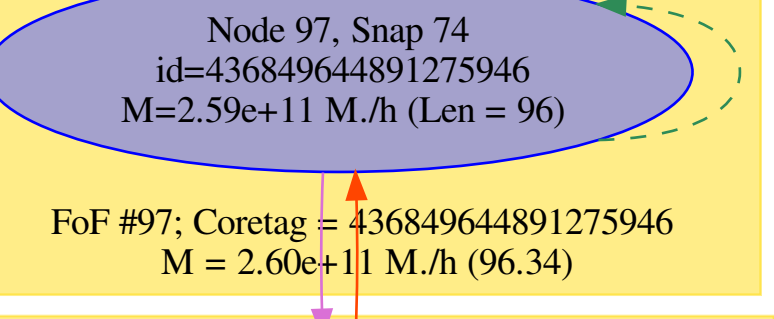 Node 97, Snap 74
id=436849644891275946
M=2.59e+11 M./h (Len = 96)
FoF #97; Coretag = 436849644891275946
M = 2.60e+11 M./h (96.34)